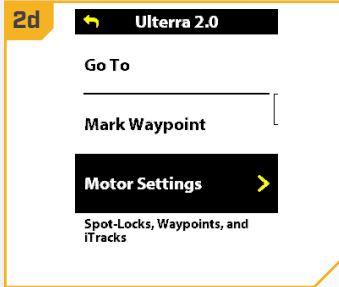 2d
Ulterra 2.0
Go To
Mark Waypoint
Motor Settings
Spot-Locks, Waypoints, and
iTracks